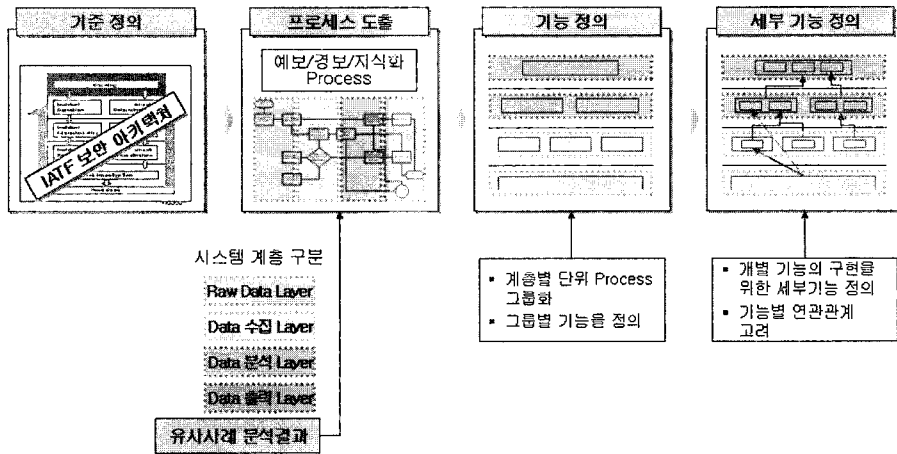 기준 정의
프로세스 도출
기능 정의
세부 기능 정의
IATF 보안 아키텍처
예보/경보/지식화
Process
시스템 계층 구분
Raw Data Layer
Data 수집 Layer
Data 분석 Layer
Data 출력 Layer
유사사례 분석결과
▪ 계층별 단위 Process
그룹화
▪ 그룹별 기능을 정의
▪ 개별 기능의 구현을
위한 세부기능 정의
▪ 기능별 연관관계
고려